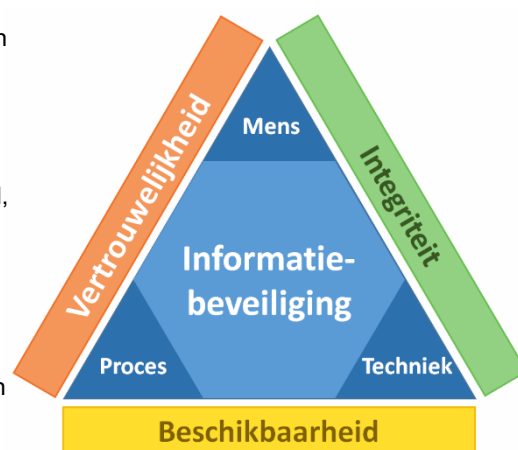 Vertrouwelijkheid
Integriteit
Mens
Informatie-
beveiliging
Proces
Techniek
Beschikbaarheid